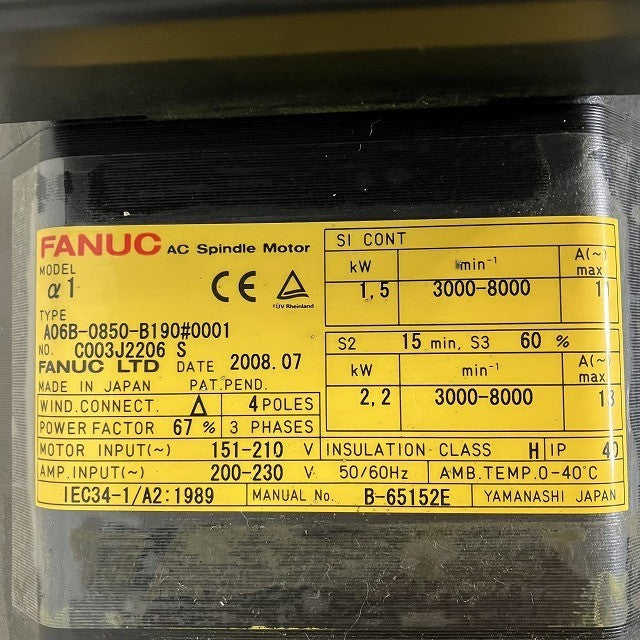 FANUC AC Spindle Motor
MODEL
α1
CE
TÜV Rheinland
TYPE
A06B-0850-B190#0001
NO. C003J2206 S
FANUC LTD DATE 2008.07
MADE IN JAPAN PAT.PEND.
WIND.CONNECT. Δ 4 POLES
POWER FACTOR 67 % 3 PHASES
MOTOR INPUT(~) 151-210 V
AMP.INPUT(~) 200-230 V 50/60Hz
IEC34-1/A2:1989
MANUAL No. B-65152E
S1 CONT
kW min⁻¹ A(~) max
1,5 3000-8000 11
S2 15 min, S3 60 %
kW min⁻¹ A(~) max
2,2 3000-8000
INSULATION CLASS H IP 40
AMB.TEMP.0-40°C
YAMANASHI JAPAN